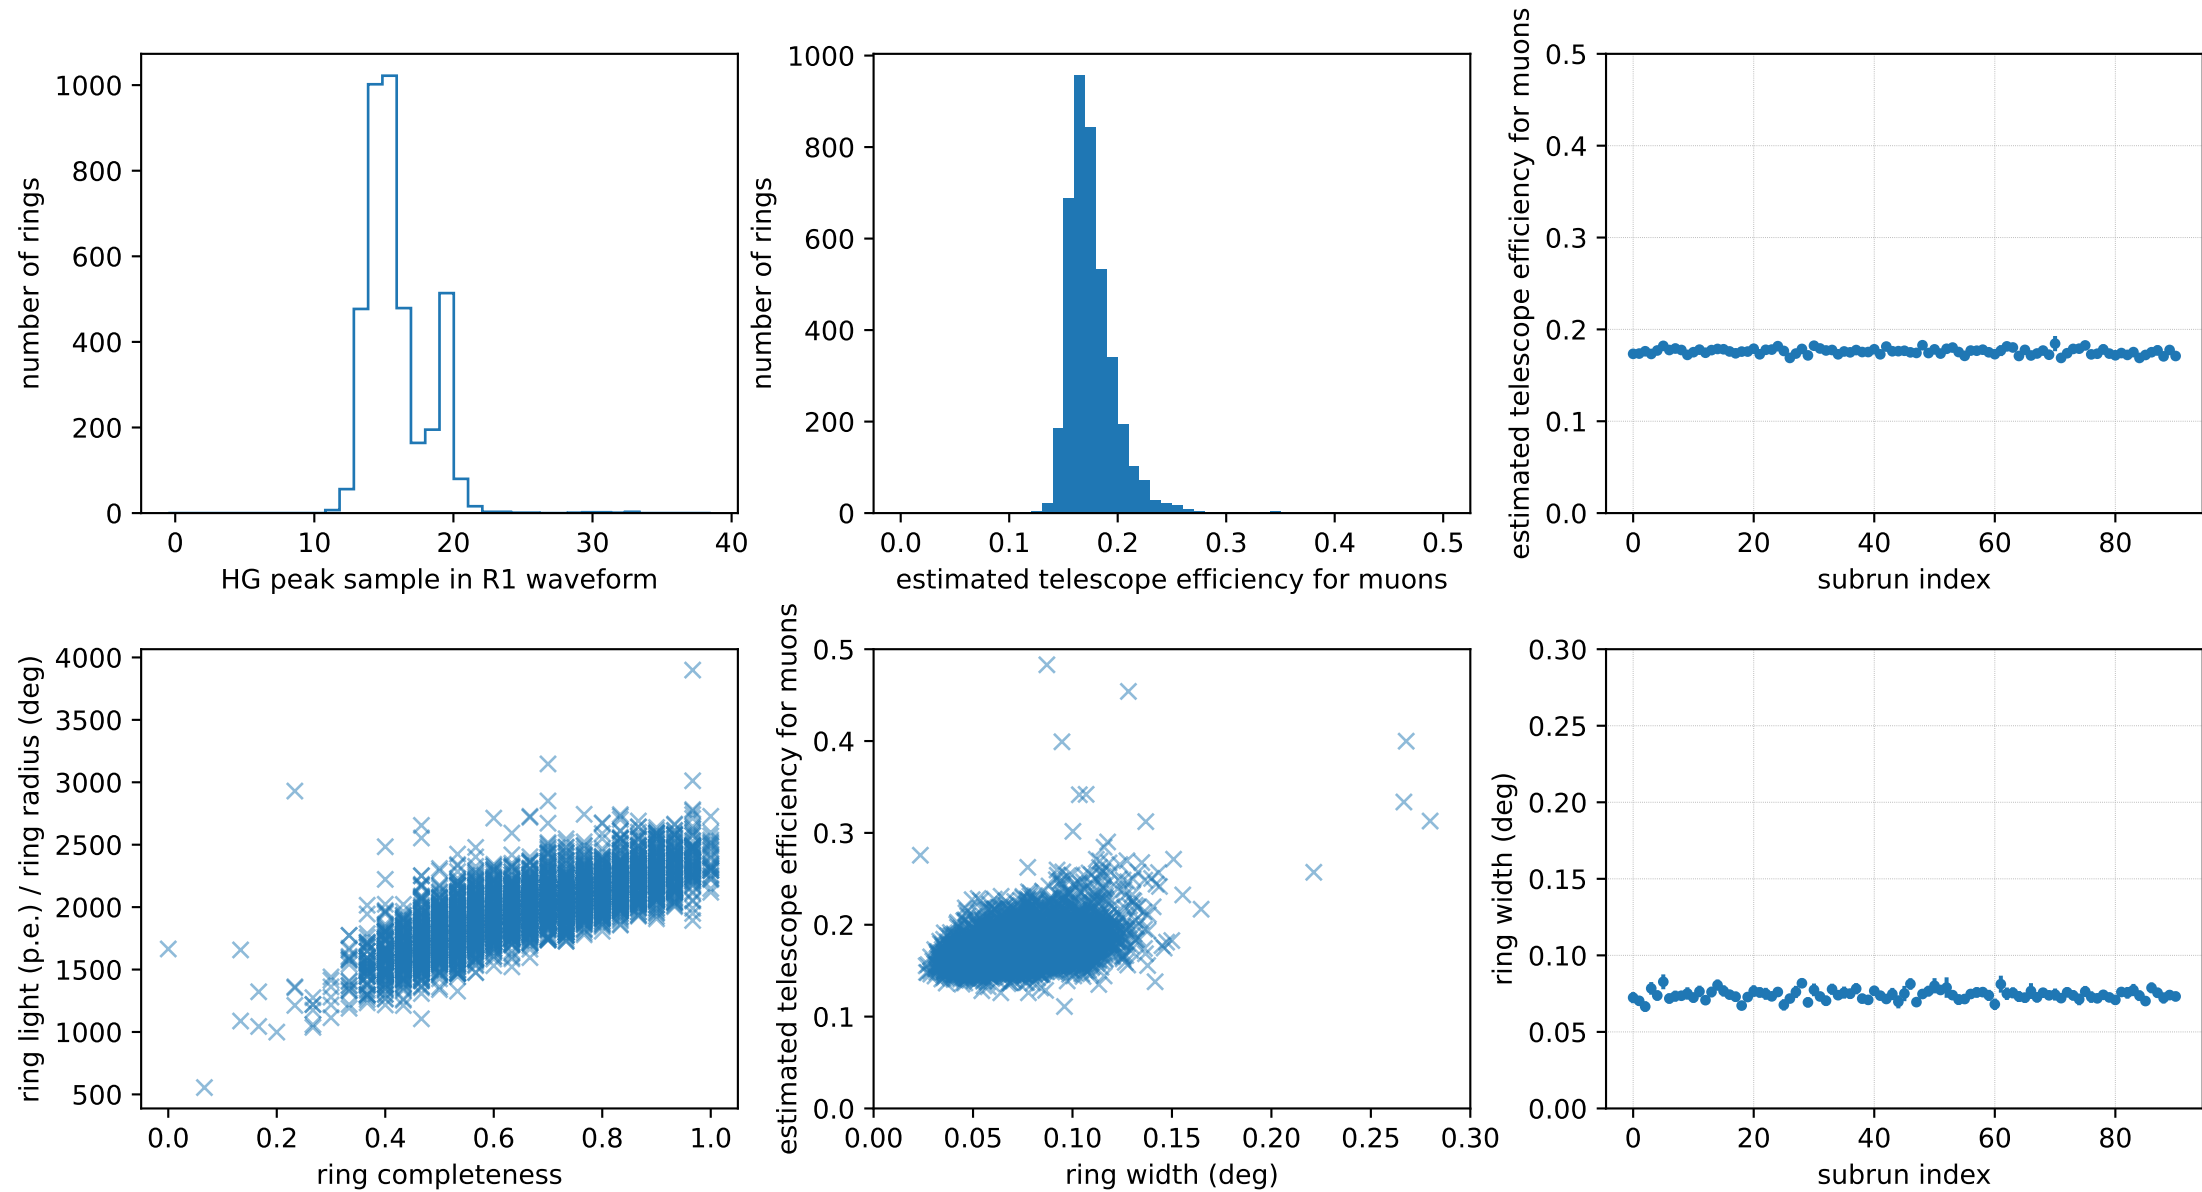 1000
800
600
400
200
0
number of rings
0 10 20 30 40
HG peak sample in R1 waveform
1000
800
600
400
200
0
number of rings
0.0 0.1 0.2 0.3 0.4 0.5
estimated telescope efficiency for muons
0.5
0.4
0.3
0.2
0.1
0.0
estimated telescope efficiency for muons
0 20 40 60 80
subrun index
4000
3500
3000
2500
2000
1500
1000
500
ring light (p.e.) / ring radius (deg)
0.0 0.2 0.4 0.6 0.8 1.0
ring completeness
0.5
0.4
0.3
0.2
0.1
0.0
estimated telescope efficiency for muons
0.00 0.05 0.10 0.15 0.20 0.25 0.30
ring width (deg)
0.30
0.25
0.20
0.15
0.10
0.05
0.00
ring width (deg)
0 20 40 60 80
subrun index